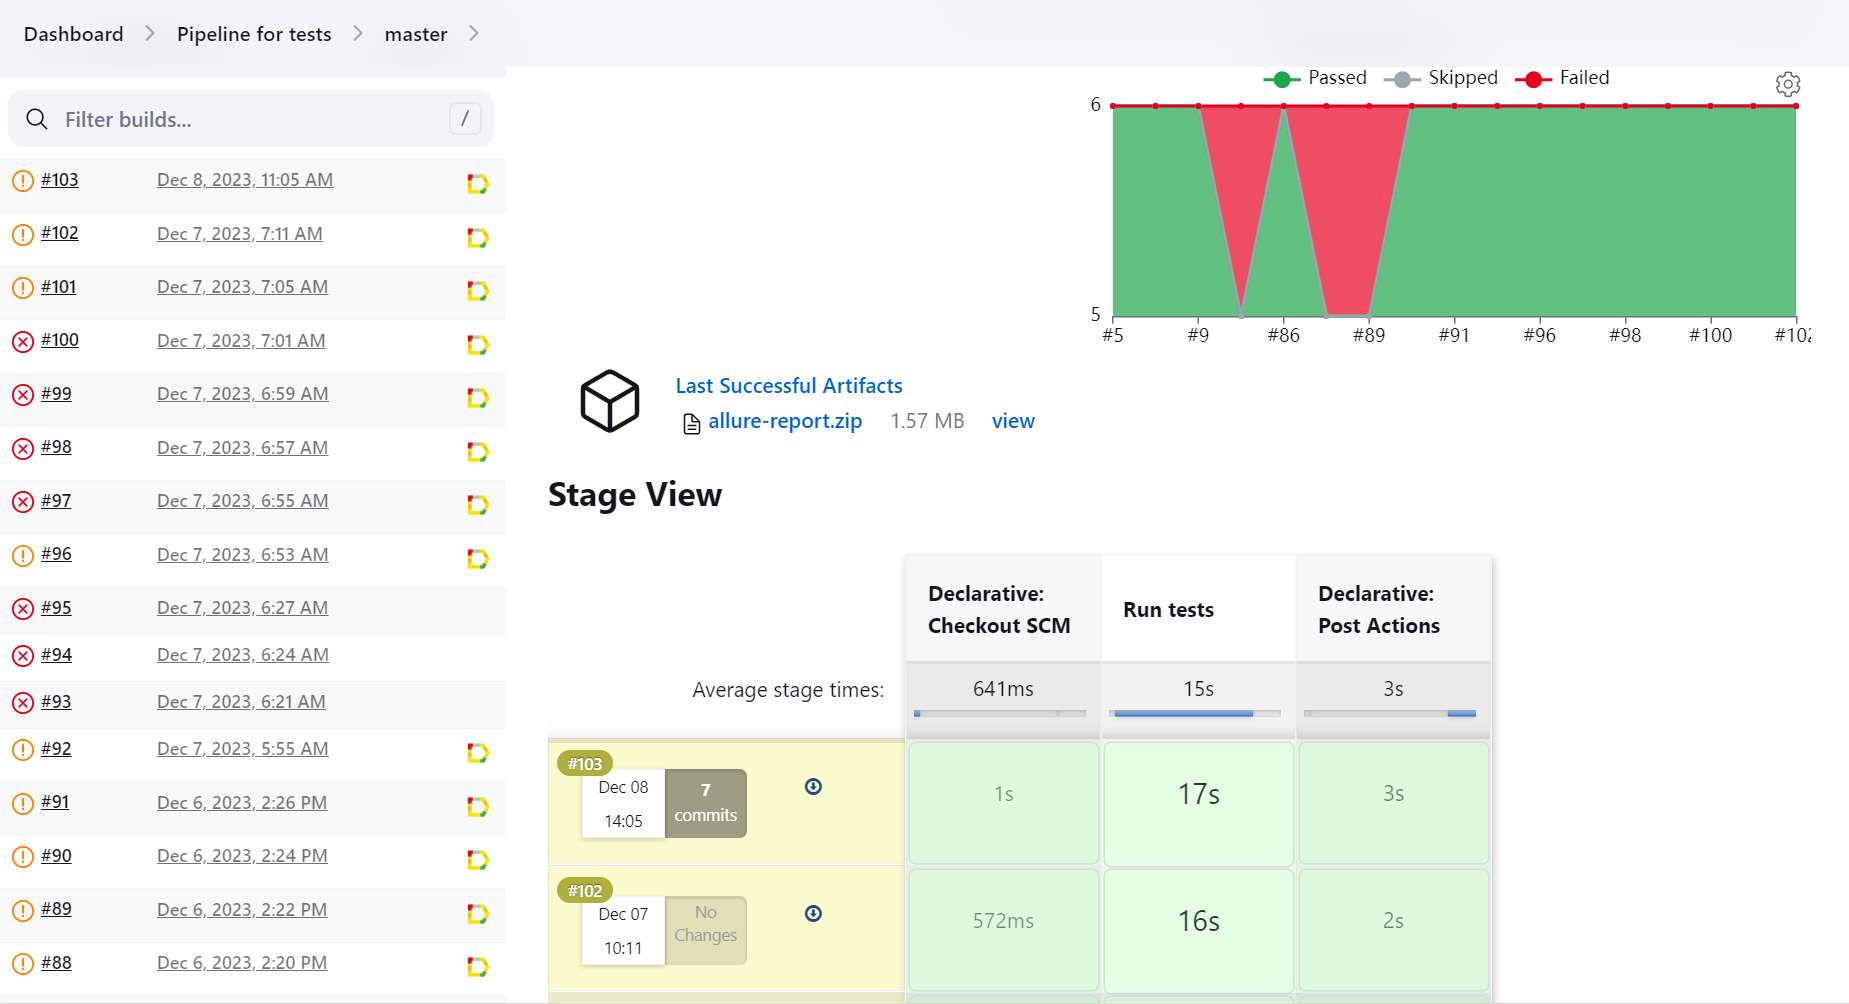 Dashboard > Pipeline for tests > master >
Filter builds... /
#103 Dec 8, 2023, 11:05 AM
#102 Dec 7, 2023, 7:11 AM
#101 Dec 7, 2023, 7:05 AM
#100 Dec 7, 2023, 7:01 AM
#99 Dec 7, 2023, 6:59 AM
#98 Dec 7, 2023, 6:57 AM
#97 Dec 7, 2023, 6:55 AM
#96 Dec 7, 2023, 6:53 AM
#95 Dec 7, 2023, 6:27 AM
#94 Dec 7, 2023, 6:24 AM
#93 Dec 7, 2023, 6:21 AM
#92 Dec 7, 2023, 5:55 AM
#91 Dec 6, 2023, 2:26 PM
#90 Dec 6, 2023, 2:24 PM
#89 Dec 6, 2023, 2:22 PM
#88 Dec 6, 2023, 2:20 PM
Passed Skipped Failed
6
5
#5 #9 #86 #89 #91 #96 #98 #100 #102
Last Successful Artifacts
allure-report.zip 1.57 MB view
Stage View
Declarative:
Checkout SCM
Run tests
Declarative:
Post Actions
Average stage times: 641ms 15s 3s
#103
Dec 08
14:05
7
commits
1s 17s 3s
#102
Dec 07
10:11
No
Changes
572ms 16s 2s